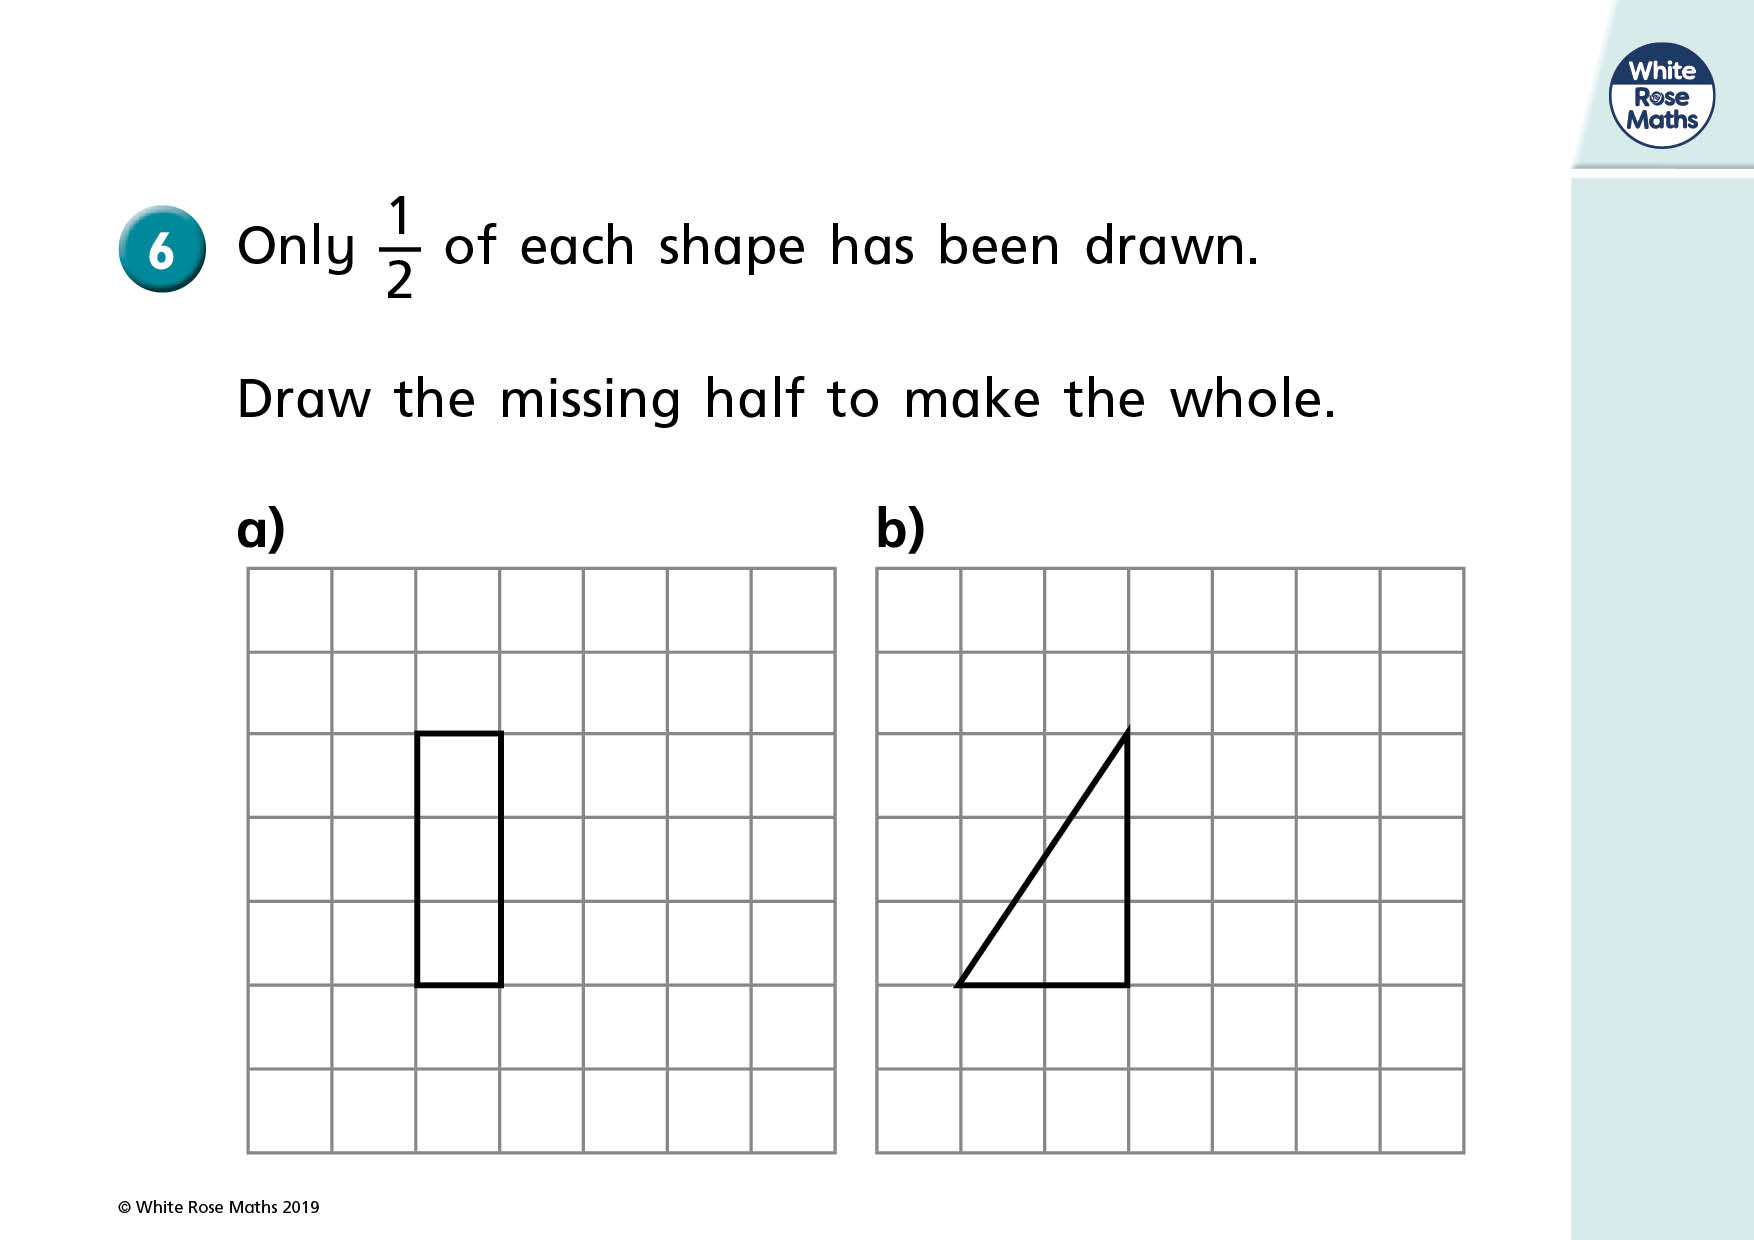 White
Rose
Maths
6 Only 1/2 of each shape has been drawn.
Draw the missing half to make the whole.
a) b)
© White Rose Maths 2019